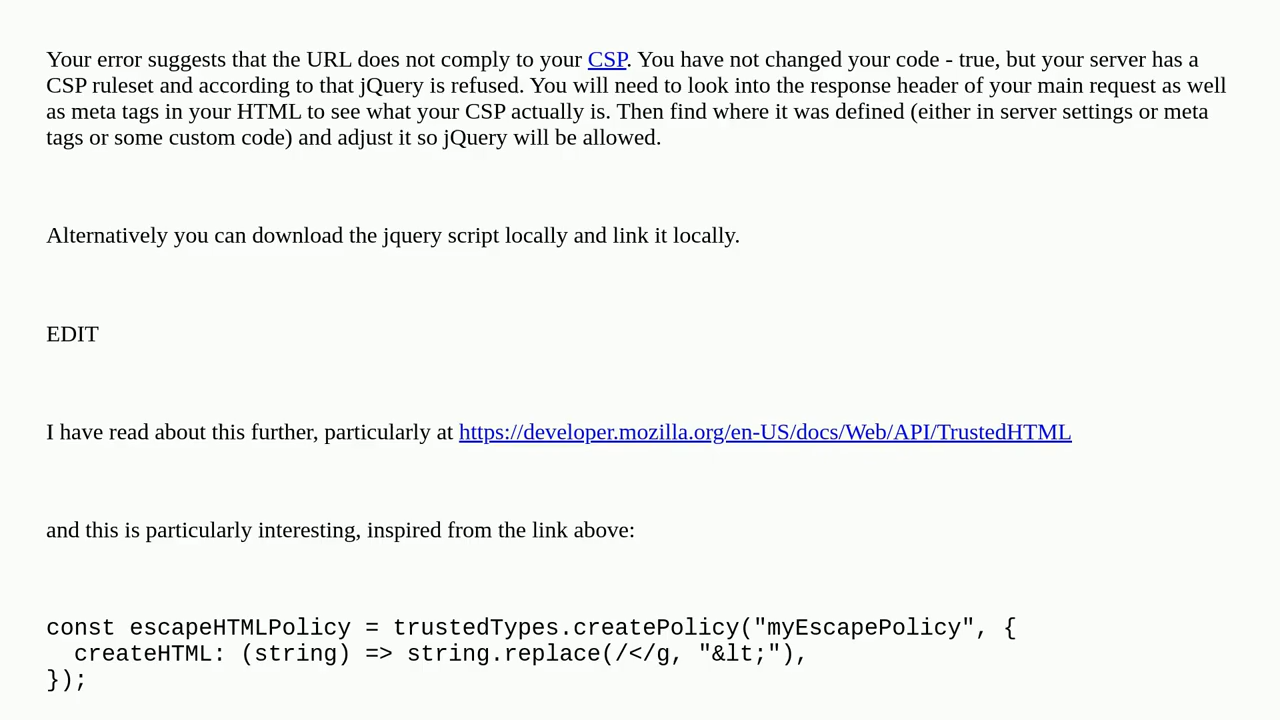 Your error suggests that the URL does not comply to your CSP. You have not changed your code - true, but your server has a
CSP ruleset and according to that jQuery is refused. You will need to look into the response header of your main request as well
as meta tags in your HTML to see what your CSP actually is. Then find where it was defined (either in server settings or meta
tags or some custom code) and adjust it so jQuery will be allowed.
Alternatively you can download the jquery script locally and link it locally.
EDIT
I have read about this further, particularly at https://developer.mozilla.org/en-US/docs/Web/API/TrustedHTML
and this is particularly interesting, inspired from the link above:
const escapeHTMLPolicy = trustedTypes.createPolicy("myEscapePolicy", {
  createHTML: (string) => string.replace(/</g, "&lt;"),
});